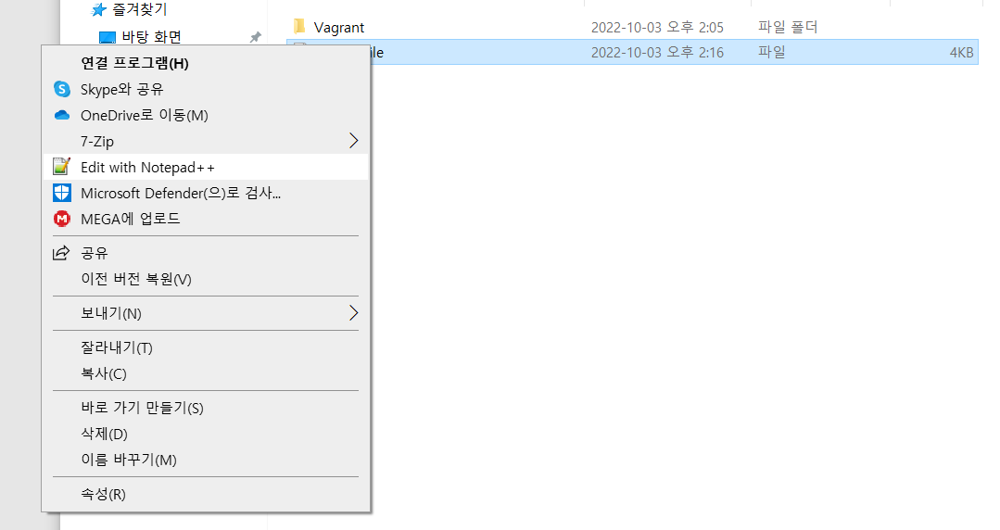 즐겨찾기
바탕 화면
Vagrant 2022-10-03 오후 2:05 파일 폴더
2022-10-03 오후 2:16 파일 4KB
연결 프로그램(H)
Skype와 공유
OneDrive로 이동(M)
7-Zip
Edit with Notepad++
Microsoft Defender(으)로 검사...
MEGA에 업로드
공유
이전 버전 복원(V)
보내기(N)
잘라내기(T)
복사(C)
바로 가기 만들기(S)
삭제(D)
이름 바꾸기(M)
속성(R)